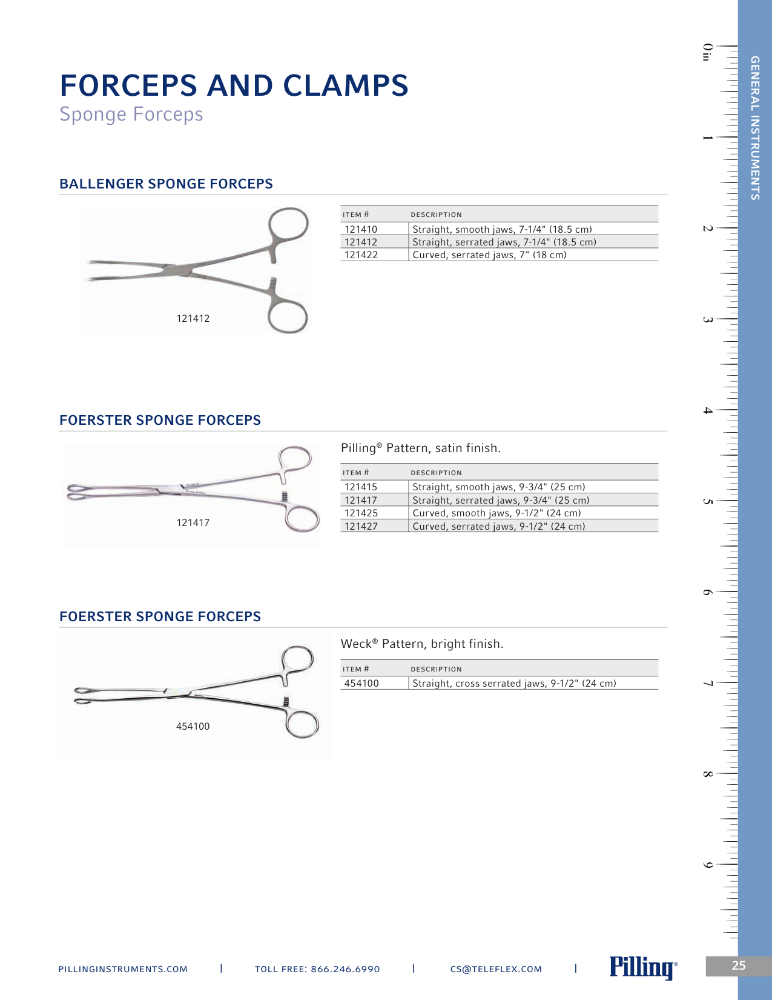 FORCEPS AND CLAMPS
Sponge Forceps
BALLENGER SPONGE FORCEPS
121412
ITEM # DESCRIPTION
121410 Straight, smooth jaws, 7-1/4" (18.5 cm)
121412 Straight, serrated jaws, 7-1/4" (18.5 cm)
121422 Curved, serrated jaws, 7" (18 cm)
FOERSTER SPONGE FORCEPS
121417
Pilling® Pattern, satin finish.
ITEM # DESCRIPTION
121415 Straight, smooth jaws, 9-3/4" (25 cm)
121417 Straight, serrated jaws, 9-3/4" (25 cm)
121425 Curved, smooth jaws, 9-1/2" (24 cm)
121427 Curved, serrated jaws, 9-1/2" (24 cm)
FOERSTER SPONGE FORCEPS
454100
Weck® Pattern, bright finish.
ITEM # DESCRIPTION
454100 Straight, cross serrated jaws, 9-1/2" (24 cm)
0 in
1
2
3
4
5
6
7
8
9
GENERAL INSTRUMENTS
PILLINGINSTRUMENTS.COM | TOLL FREE: 866.246.6990 | CS@TELEFLEX.COM | Pilling® 25